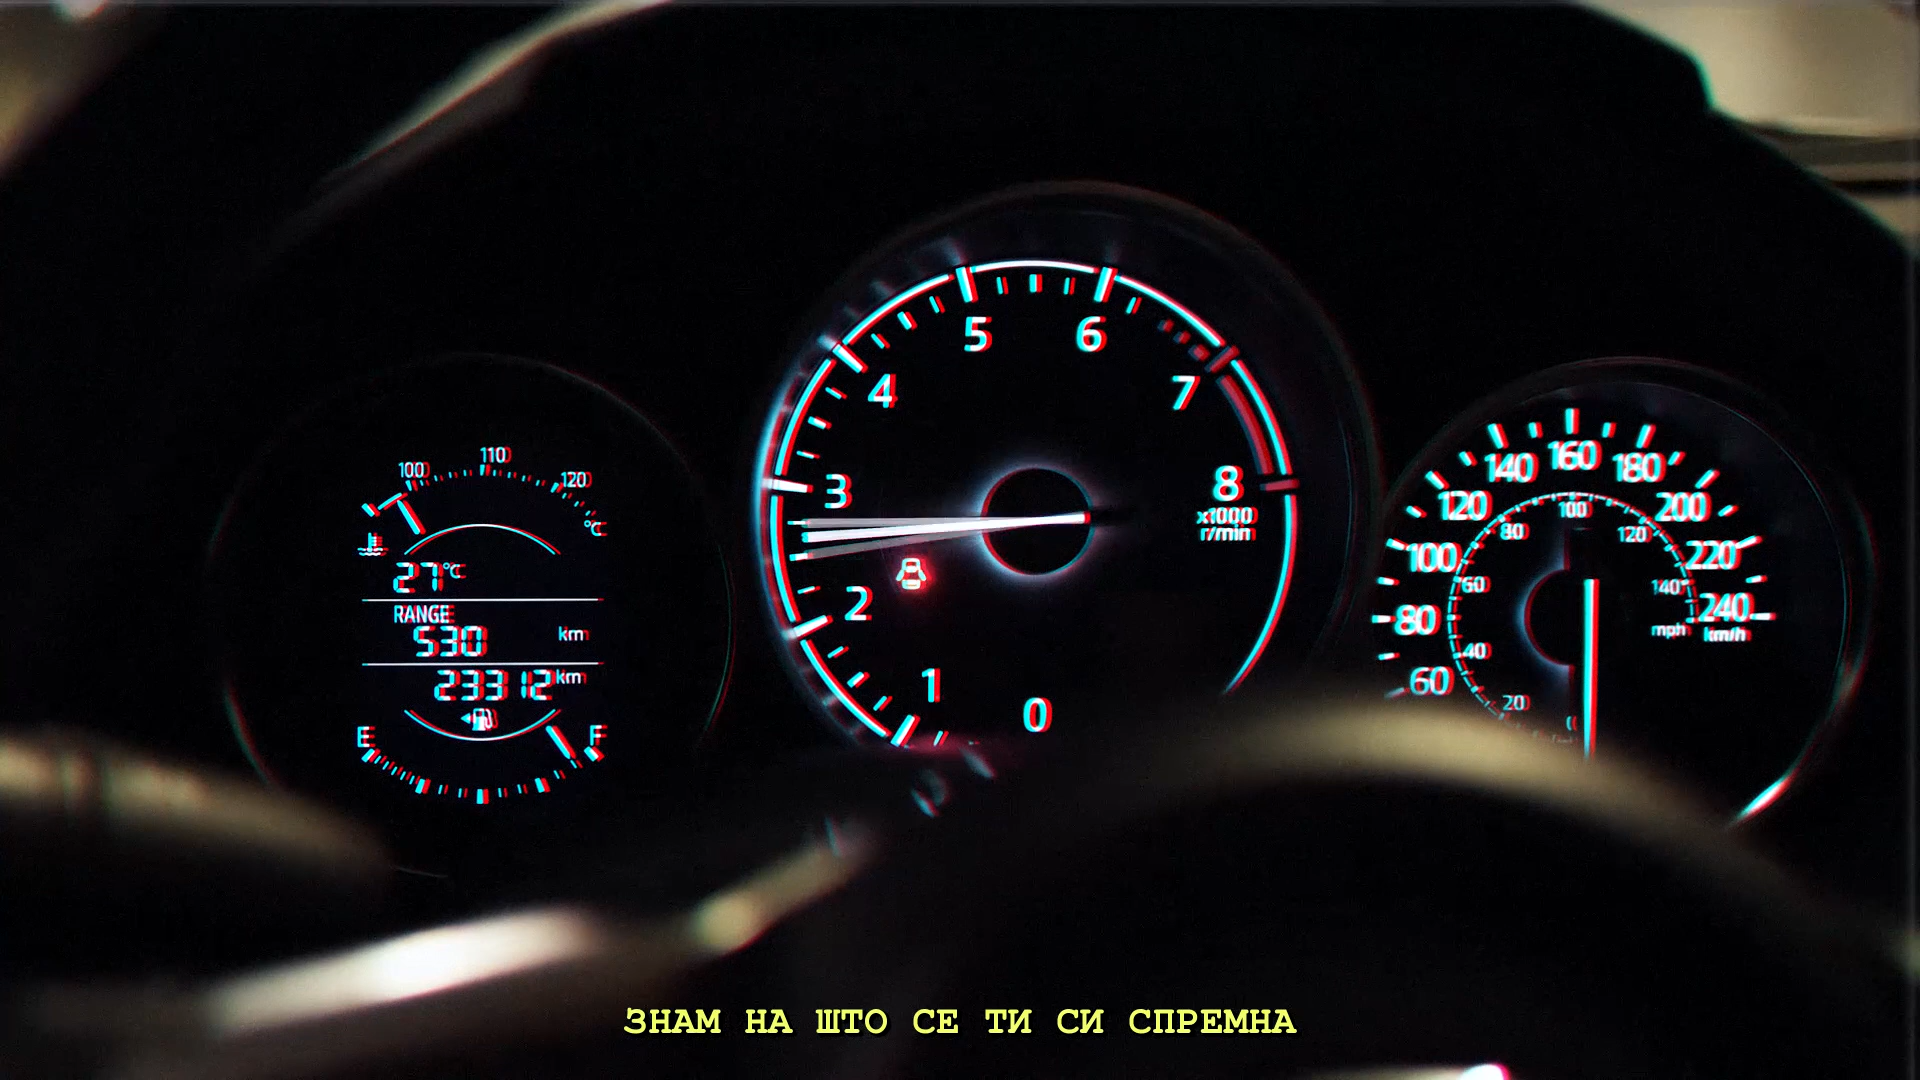 5 6
4 7
3 8
x1000
r/min
2
1
0
100 110 120
°C
27°C
RANGE
530 km
23312 km
E F
60 80 100 120 140 160 180 200 220 240
km/h
20 40 60 80 100 120 140
mph
ЗНАМ НА ШТО СЕ ТИ СИ СПРЕМНА